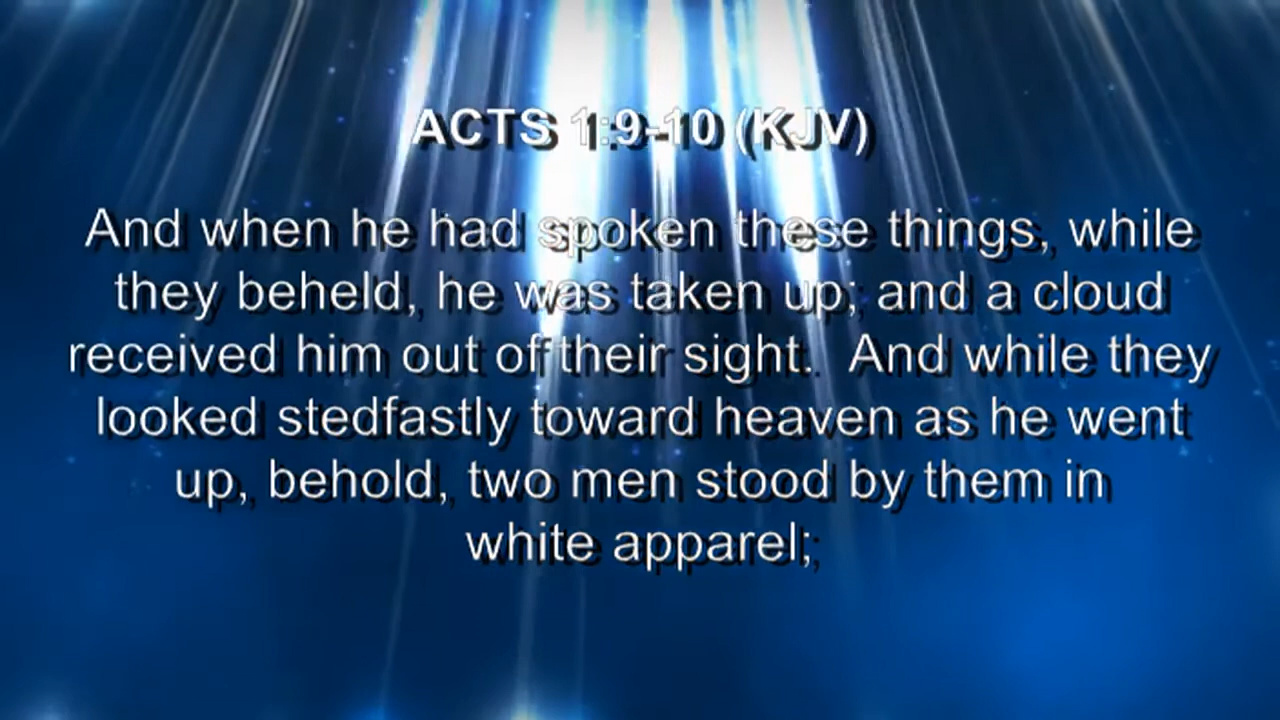 ACTS 1:9-10 (KJV)
And when he had spoken these things, while
they beheld, he was taken up; and a cloud
received him out of their sight.  And while they
looked stedfastly toward heaven as he went
up, behold, two men stood by them in
white apparel;